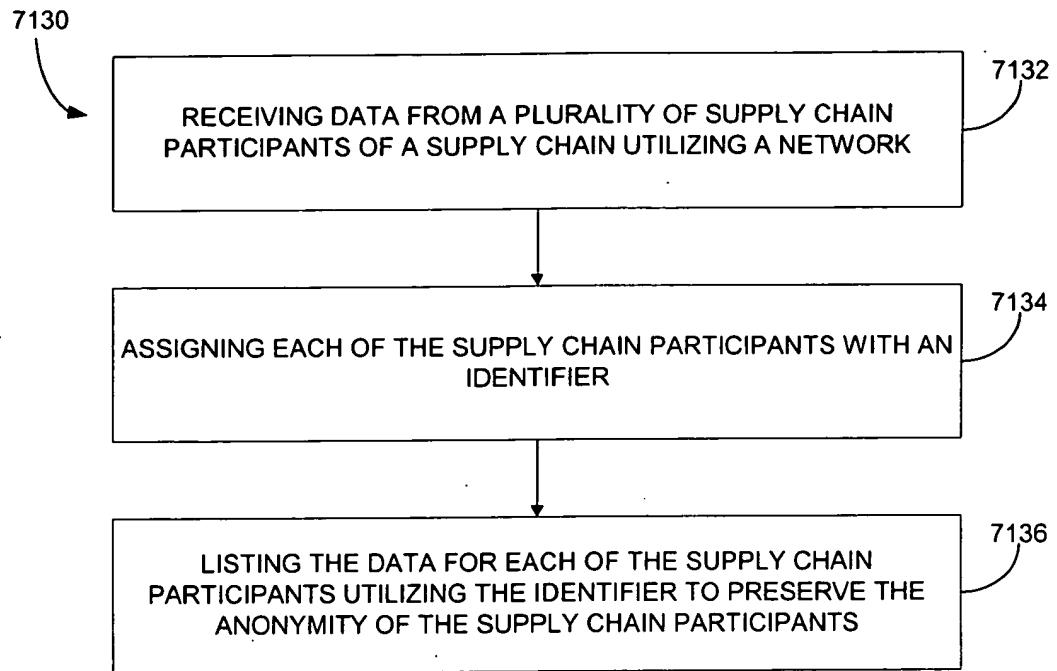 7130
7132
RECEIVING DATA FROM A PLURALITY OF SUPPLY CHAIN
PARTICIPANTS OF A SUPPLY CHAIN UTILIZING A NETWORK
7134
ASSIGNING EACH OF THE SUPPLY CHAIN PARTICIPANTS WITH AN
IDENTIFIER
7136
LISTING THE DATA FOR EACH OF THE SUPPLY CHAIN
PARTICIPANTS UTILIZING THE IDENTIFIER TO PRESERVE THE
ANONYMITY OF THE SUPPLY CHAIN PARTICIPANTS